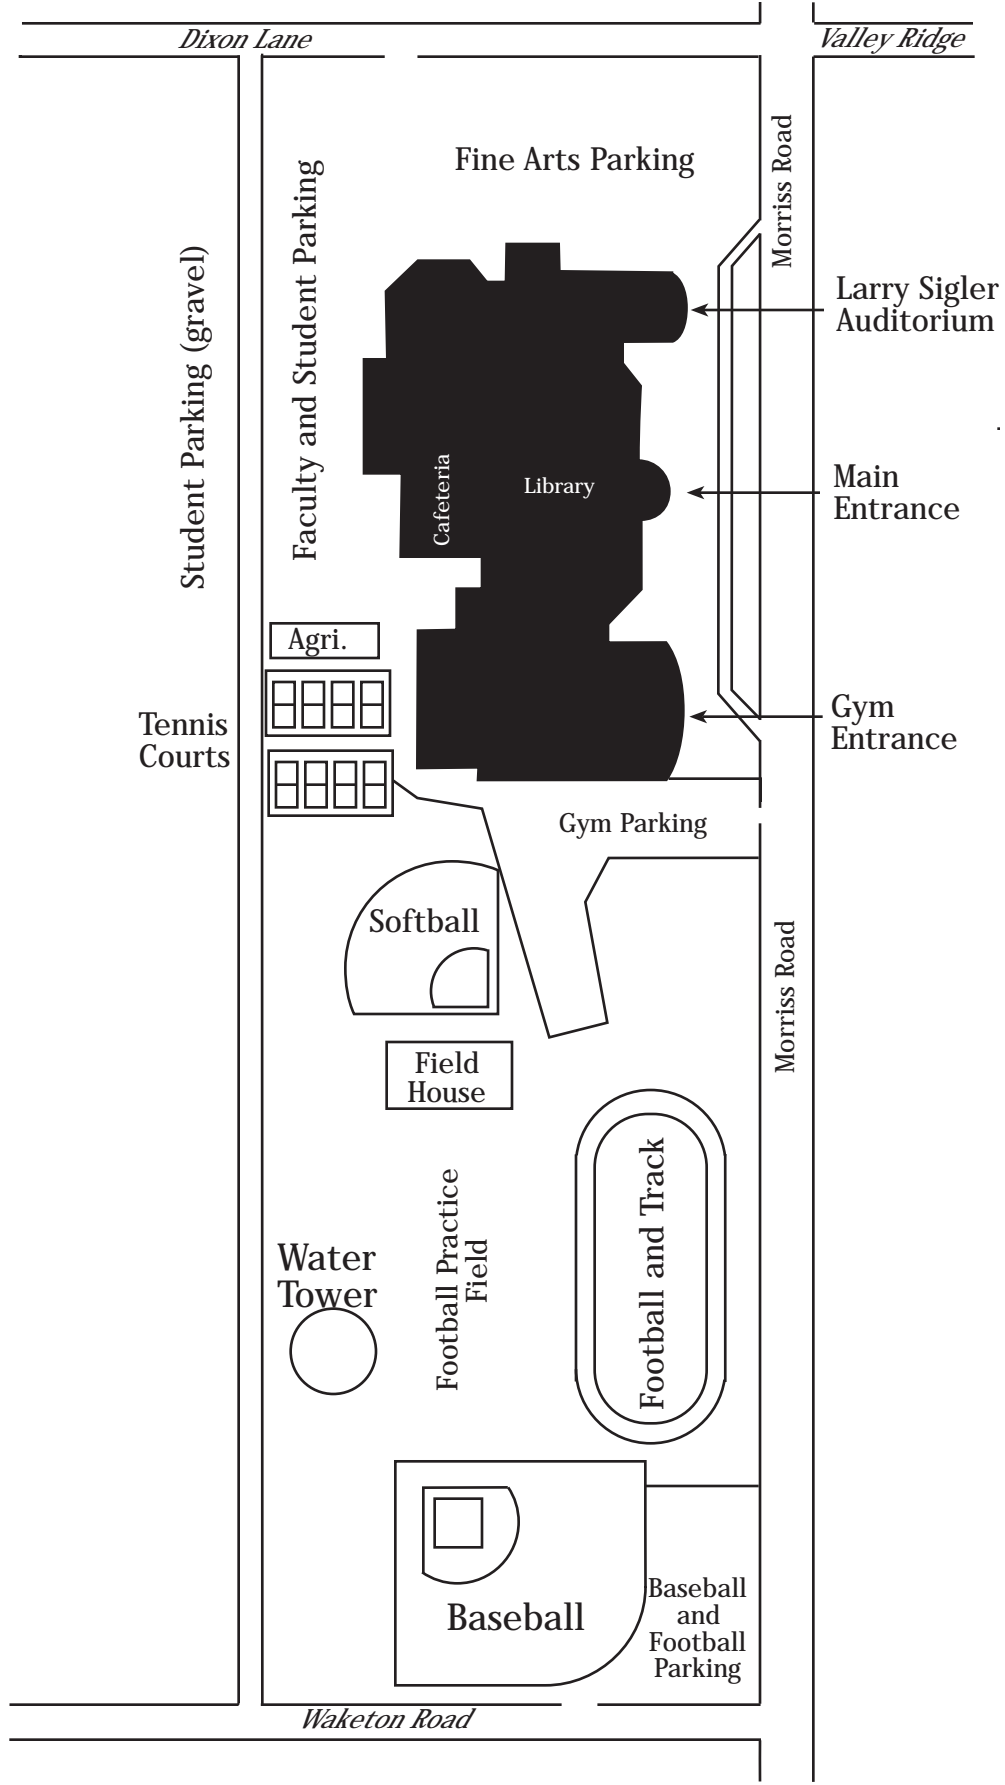 Dixon Lane
Valley Ridge
Morriss Road
Fine Arts Parking
Faculty and Student Parking
Student Parking (gravel)
Larry Sigler
Auditorium
Cafeteria
Library
Main
Entrance
Agri.
Tennis
Courts
Gym
Entrance
Gym Parking
Softball
Morriss Road
Field
House
Football Practice
Field
Football and Track
Water
Tower
Baseball
Baseball
and
Football
Parking
Waketon Road